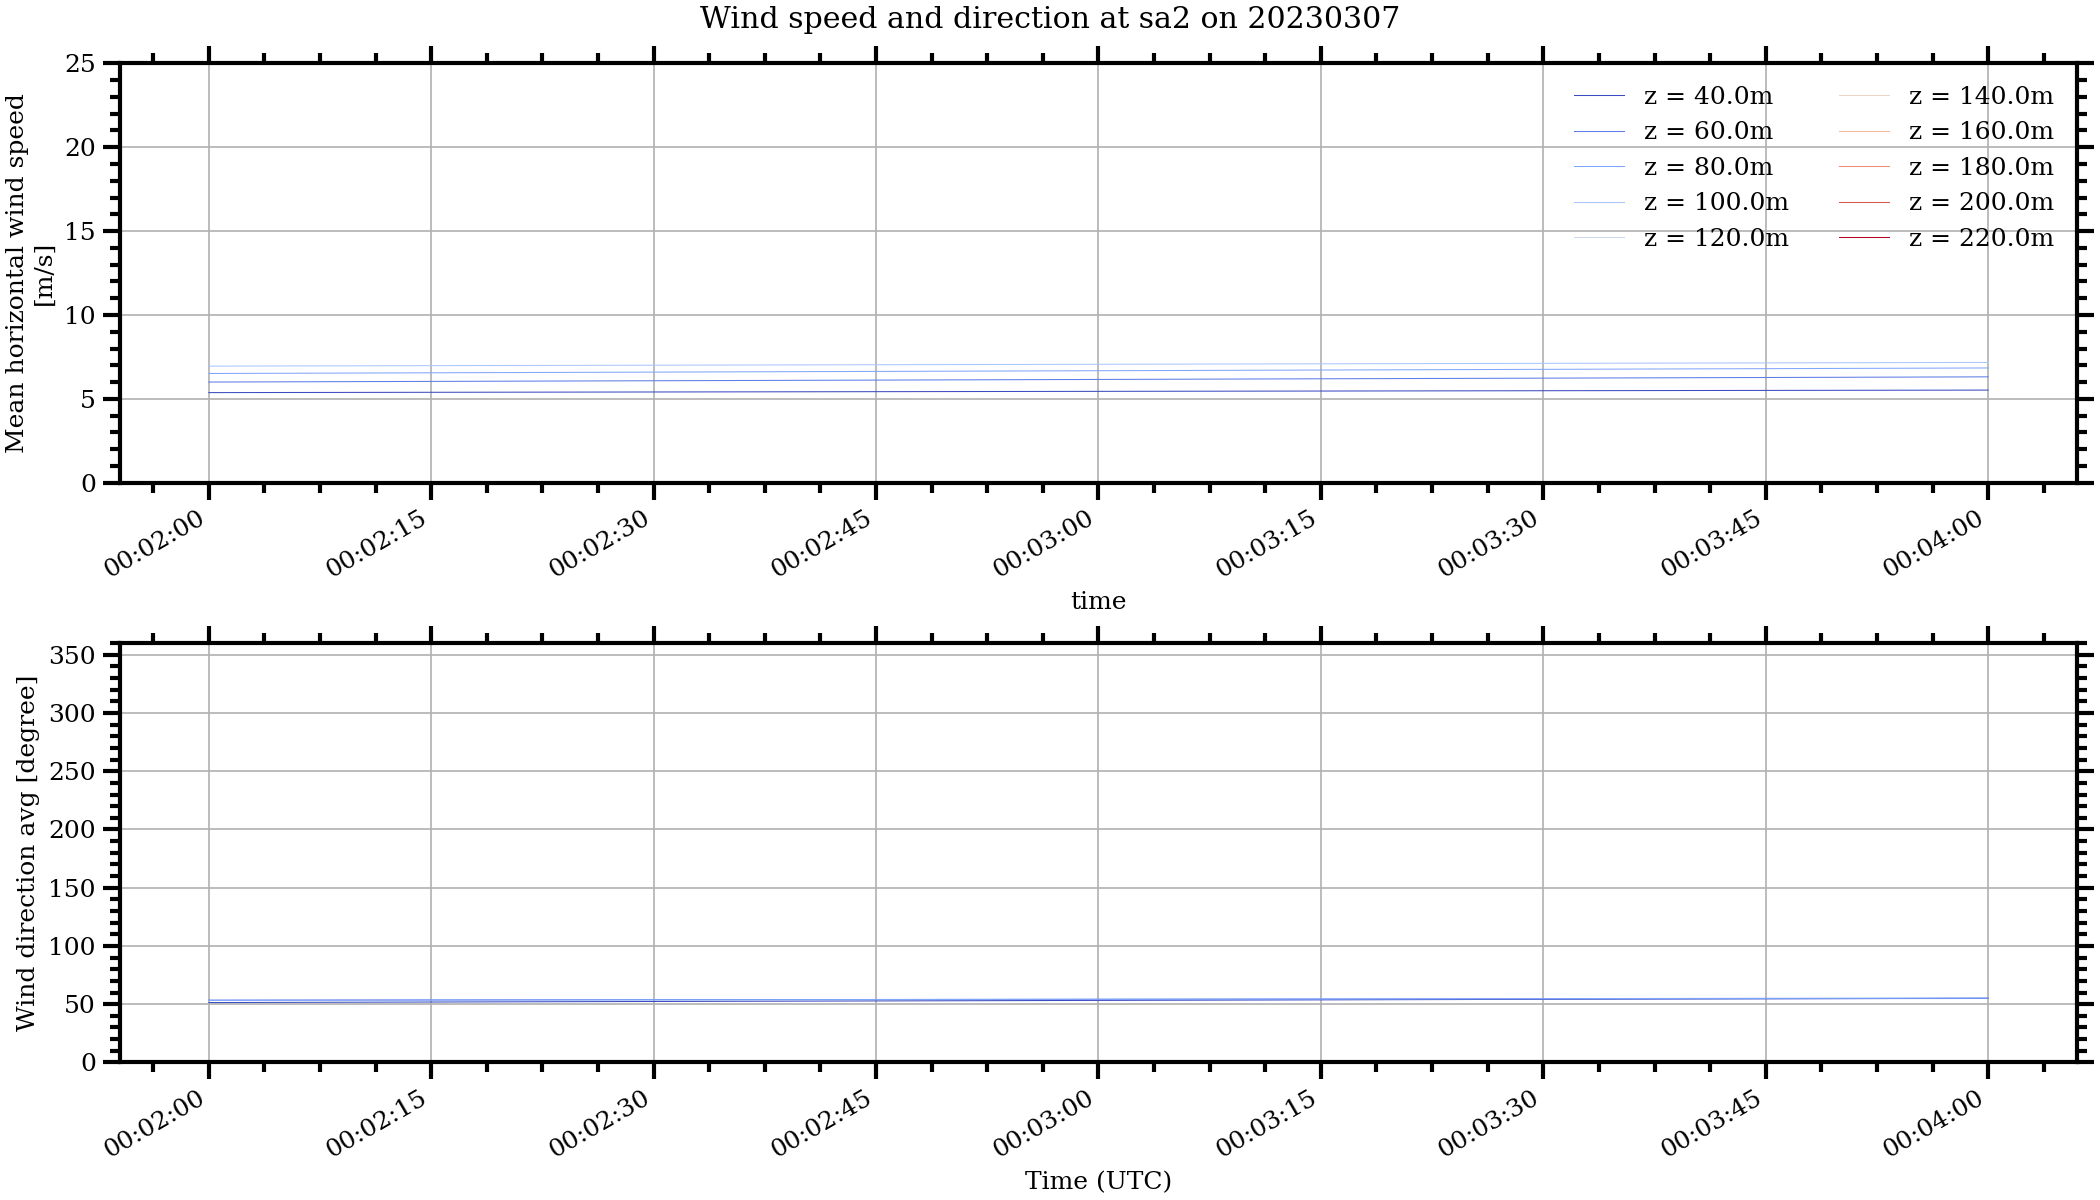 Wind speed and direction at sa2 on 20230307
Mean horizontal wind speed
[m/s]
25
20
15
10
5
0
z = 40.0m
z = 60.0m
z = 80.0m
z = 100.0m
z = 120.0m
z = 140.0m
z = 160.0m
z = 180.0m
z = 200.0m
z = 220.0m
00:02:00
00:02:15
00:02:30
00:02:45
00:03:00
00:03:15
00:03:30
00:03:45
00:04:00
time
Wind direction avg [degree]
350
300
250
200
150
100
50
0
00:02:00
00:02:15
00:02:30
00:02:45
00:03:00
00:03:15
00:03:30
00:03:45
00:04:00
Time (UTC)